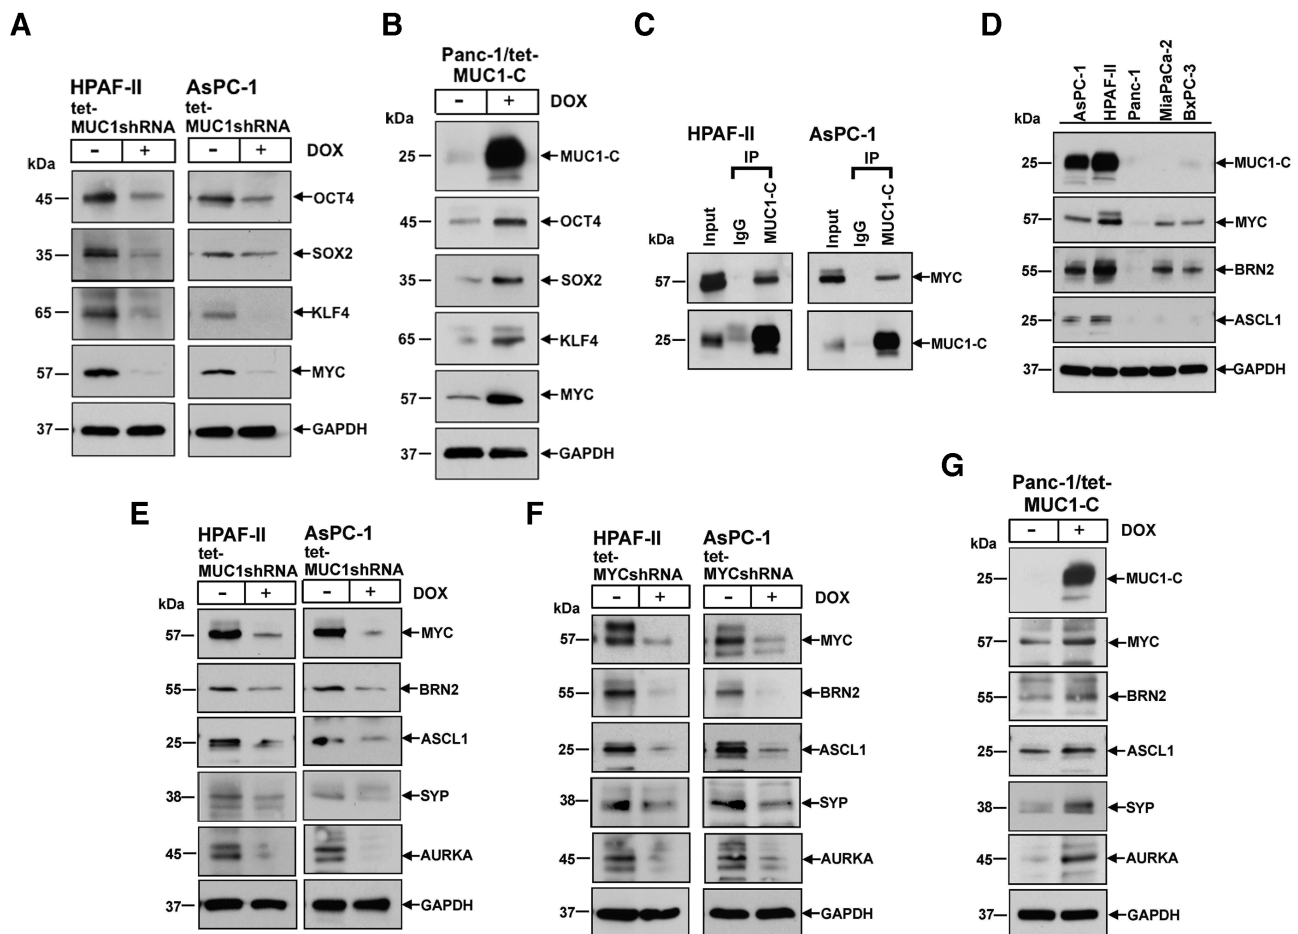 A
HPAF-II
tet-
MUC1shRNA
AsPC-1
tet-
MUC1shRNA
kDa
– + – + DOX
45 OCT4
35 SOX2
65 KLF4
57 MYC
37 GAPDH
B
Panc-1/tet-
MUC1-C
– + DOX
kDa
25 MUC1-C
45 OCT4
35 SOX2
65 KLF4
57 MYC
37 GAPDH
C
HPAF-II AsPC-1
IP IP
Input IgG MUC1-C Input IgG MUC1-C
kDa
57 MYC
25 MUC1-C
D
AsPC-1 HPAF-II Panc-1 MiaPaCa-2 BxPC-3
kDa
25 MUC1-C
57 MYC
55 BRN2
25 ASCL1
37 GAPDH
E
HPAF-II
tet-
MUC1shRNA
AsPC-1
tet-
MUC1shRNA
– + – + DOX
kDa
57 MYC
55 BRN2
25 ASCL1
38 SYP
45 AURKA
37 GAPDH
F
HPAF-II
tet-
MYCshRNA
AsPC-1
tet-
MYCshRNA
– + – + DOX
kDa
57 MYC
55 BRN2
25 ASCL1
38 SYP
45 AURKA
37 GAPDH
G
Panc-1/tet-
MUC1-C
– + DOX
kDa
25 MUC1-C
57 MYC
55 BRN2
25 ASCL1
38 SYP
45 AURKA
37 GAPDH